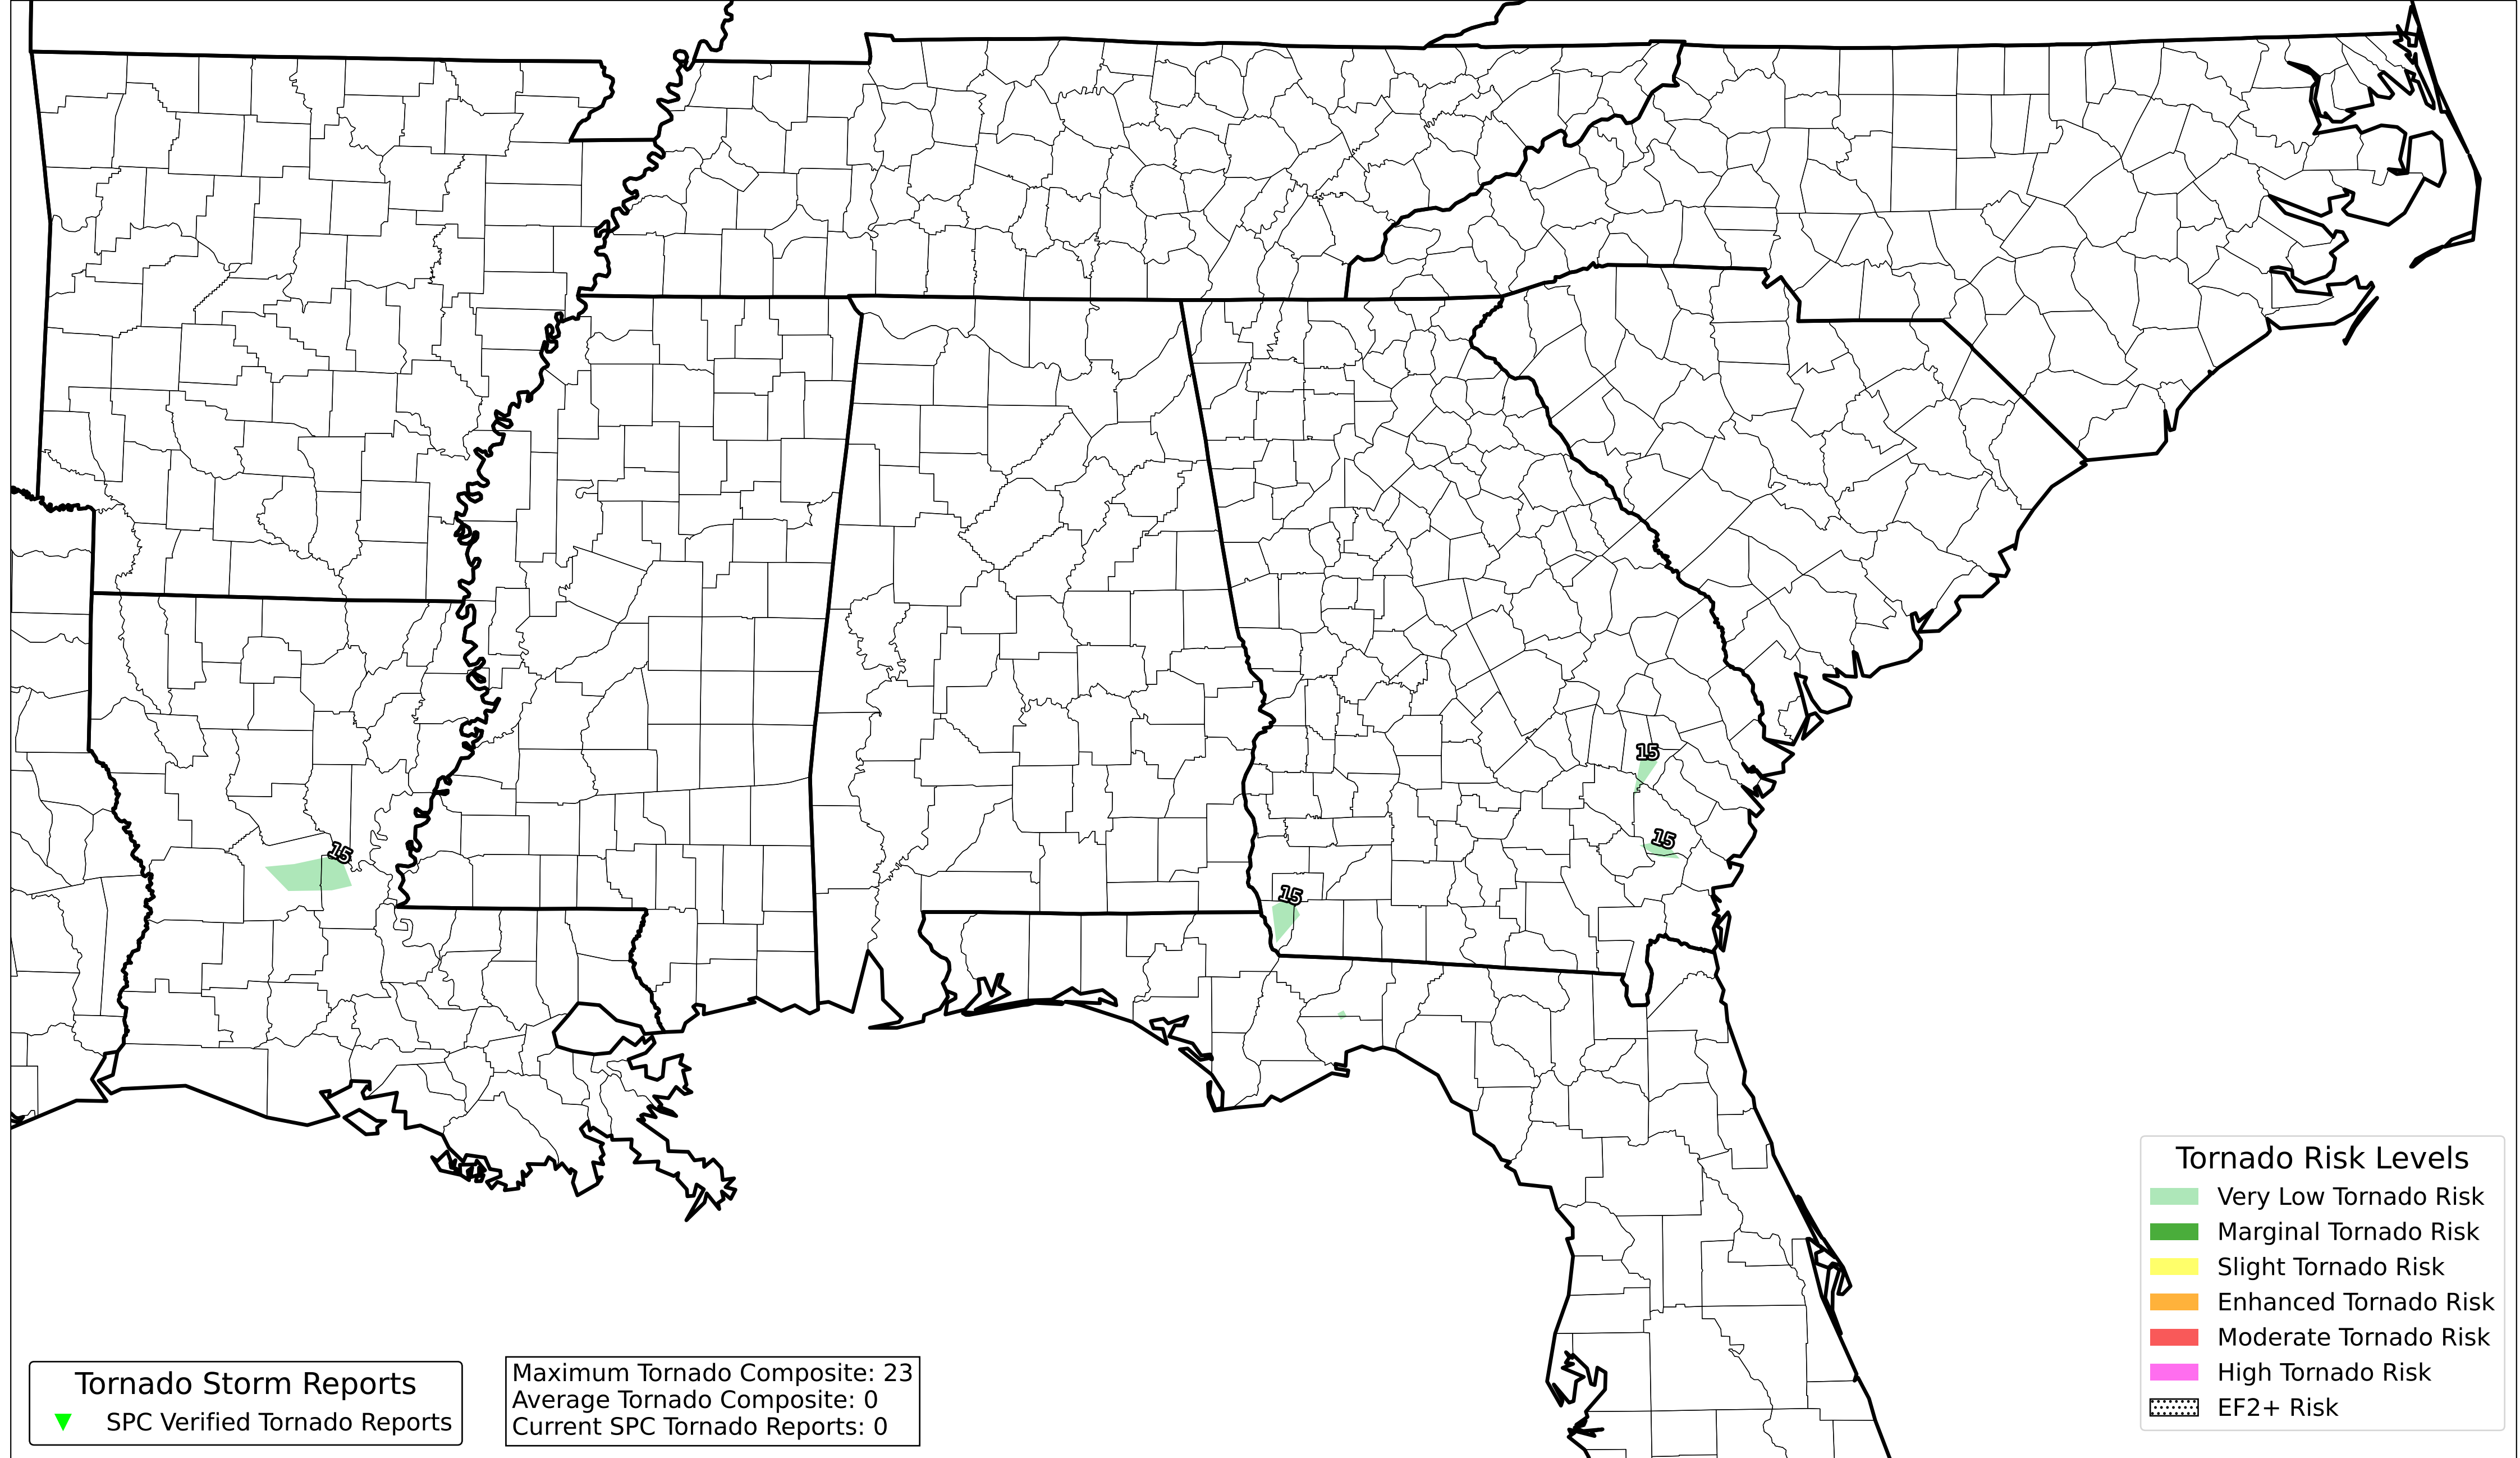 15
15
15
15
Tornado Risk Levels
Very Low Tornado Risk
Marginal Tornado Risk
Slight Tornado Risk
Enhanced Tornado Risk
Moderate Tornado Risk
High Tornado Risk
EF2+ Risk
Tornado Storm Reports
SPC Verified Tornado Reports
Maximum Tornado Composite: 23
Average Tornado Composite: 0
Current SPC Tornado Reports: 0